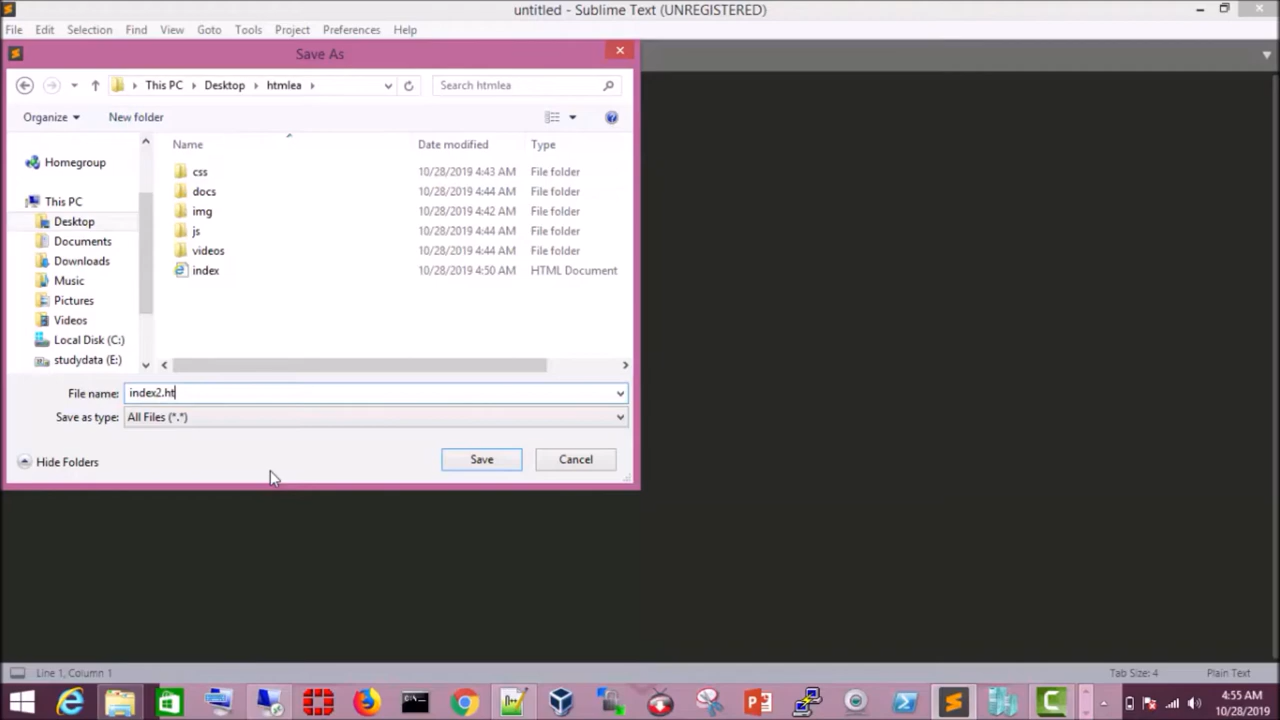 untitled - Sublime Text (UNREGISTERED)
File Edit Selection Find View Goto Tools Project Preferences Help
Save As
This PC Desktop htmlea Search htmlea
Organize New folder
Name Date modified Type
Homegroup
This PC
Desktop
Documents
Downloads
Music
Pictures
Videos
Local Disk (C:)
studydata (E:)
css 10/28/2019 4:43 AM File folder
docs 10/28/2019 4:44 AM File folder
img 10/28/2019 4:42 AM File folder
js 10/28/2019 4:44 AM File folder
videos 10/28/2019 4:44 AM File folder
index 10/28/2019 4:50 AM HTML Document
File name: index2.ht
Save as type: All Files (*.*)
Hide Folders Save Cancel
Line 1, Column 1 Tab Size: 4 Plain Text
4:55 AM
10/28/2019